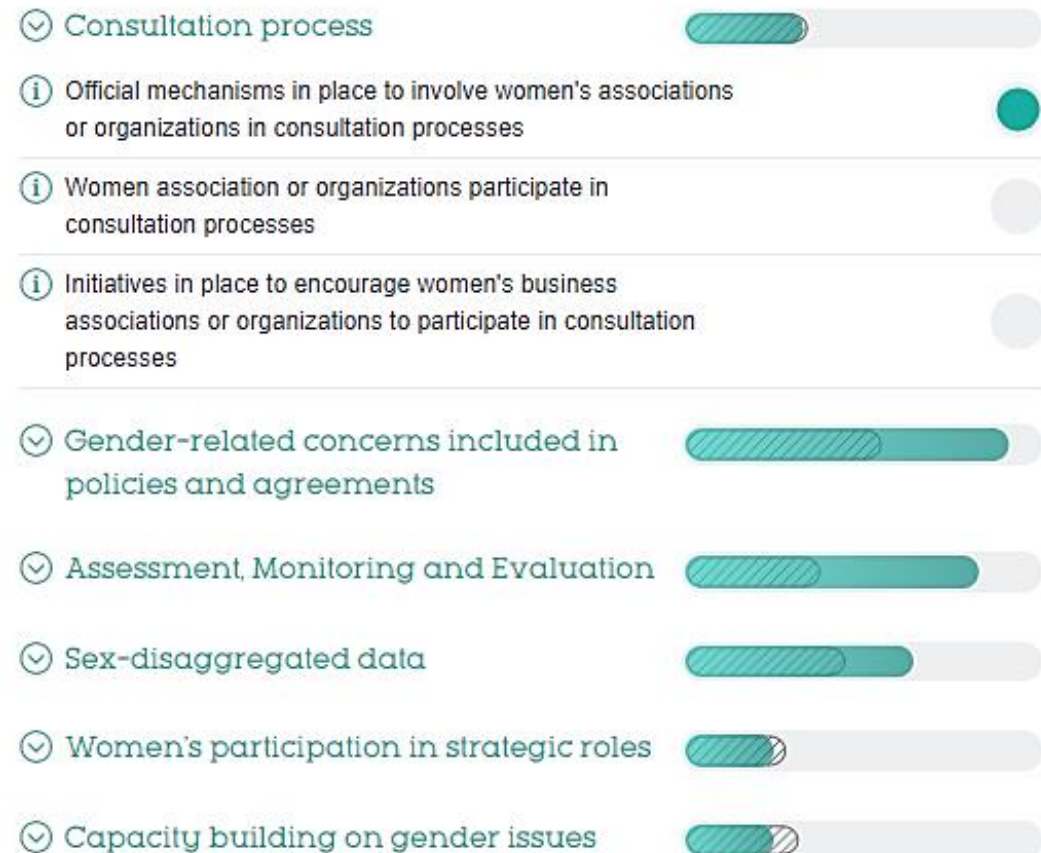 Consultation process
Official mechanisms in place to involve women's associations
or organizations in consultation processes
Women association or organizations participate in
consultation processes
Initiatives in place to encourage women's business
associations or organizations to participate in consultation
processes
Gender-related concerns included in
policies and agreements
Assessment, Monitoring and Evaluation
Sex-disaggregated data
Women's participation in strategic roles
Capacity building on gender issues